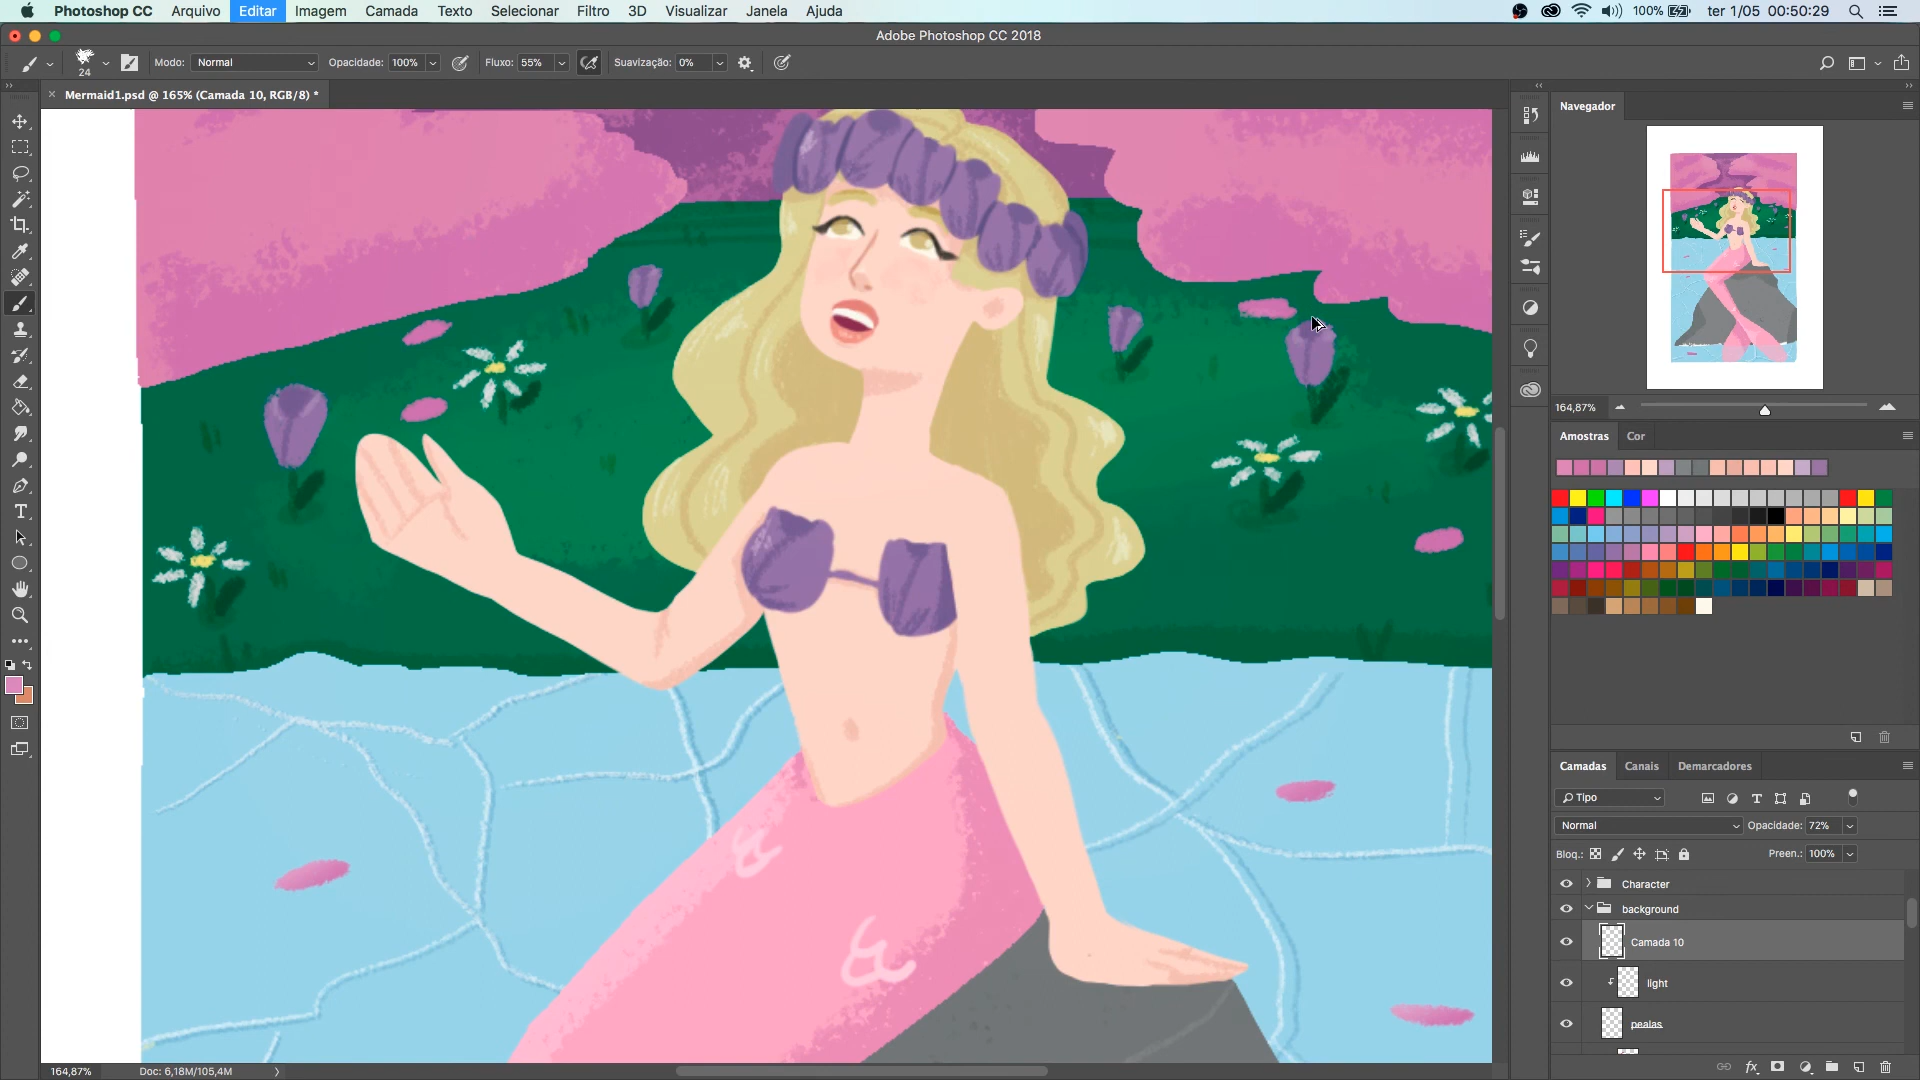 Photoshop CC Arquivo Editar Imagem Camada Texto Selecionar Filtro 3D Visualizar Janela Ajuda 100% ter 1/05 00:50:29
Adobe Photoshop CC 2018
24 Modo: Normal Opacidade: 100% Fluxo: 55% Suavização: 0%
× Mermaid1.psd @ 165% (Camada 10, RGB/8) *
Navegador
164,87%
Amostras Cor
Camadas Canais Demarcadores
Tipo
Normal Opacidade: 72%
Bloq.: Preen.: 100%
Character
background
Camada 10
light
pealas
164,87% Doc: 6,18M/105,4M